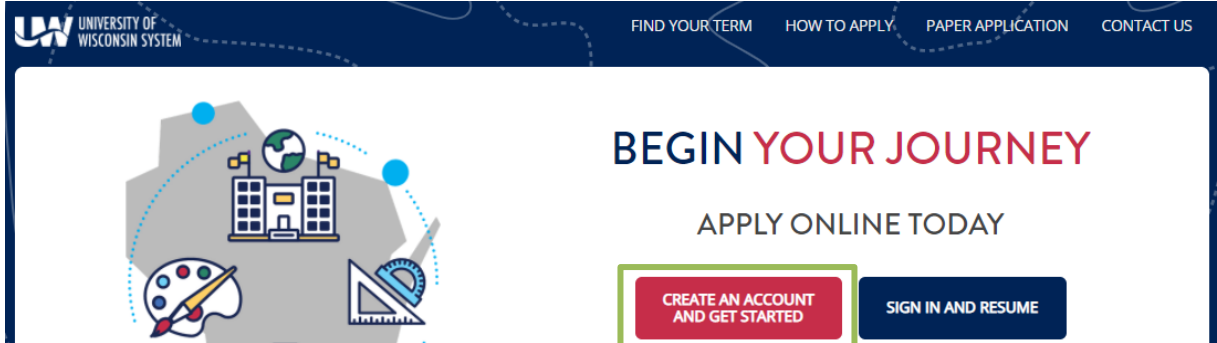 UW UNIVERSITY OF
WISCONSIN SYSTEM
FIND YOUR TERM HOW TO APPLY PAPER APPLICATION CONTACT US
BEGIN YOUR JOURNEY
APPLY ONLINE TODAY
CREATE AN ACCOUNT
AND GET STARTED
SIGN IN AND RESUME